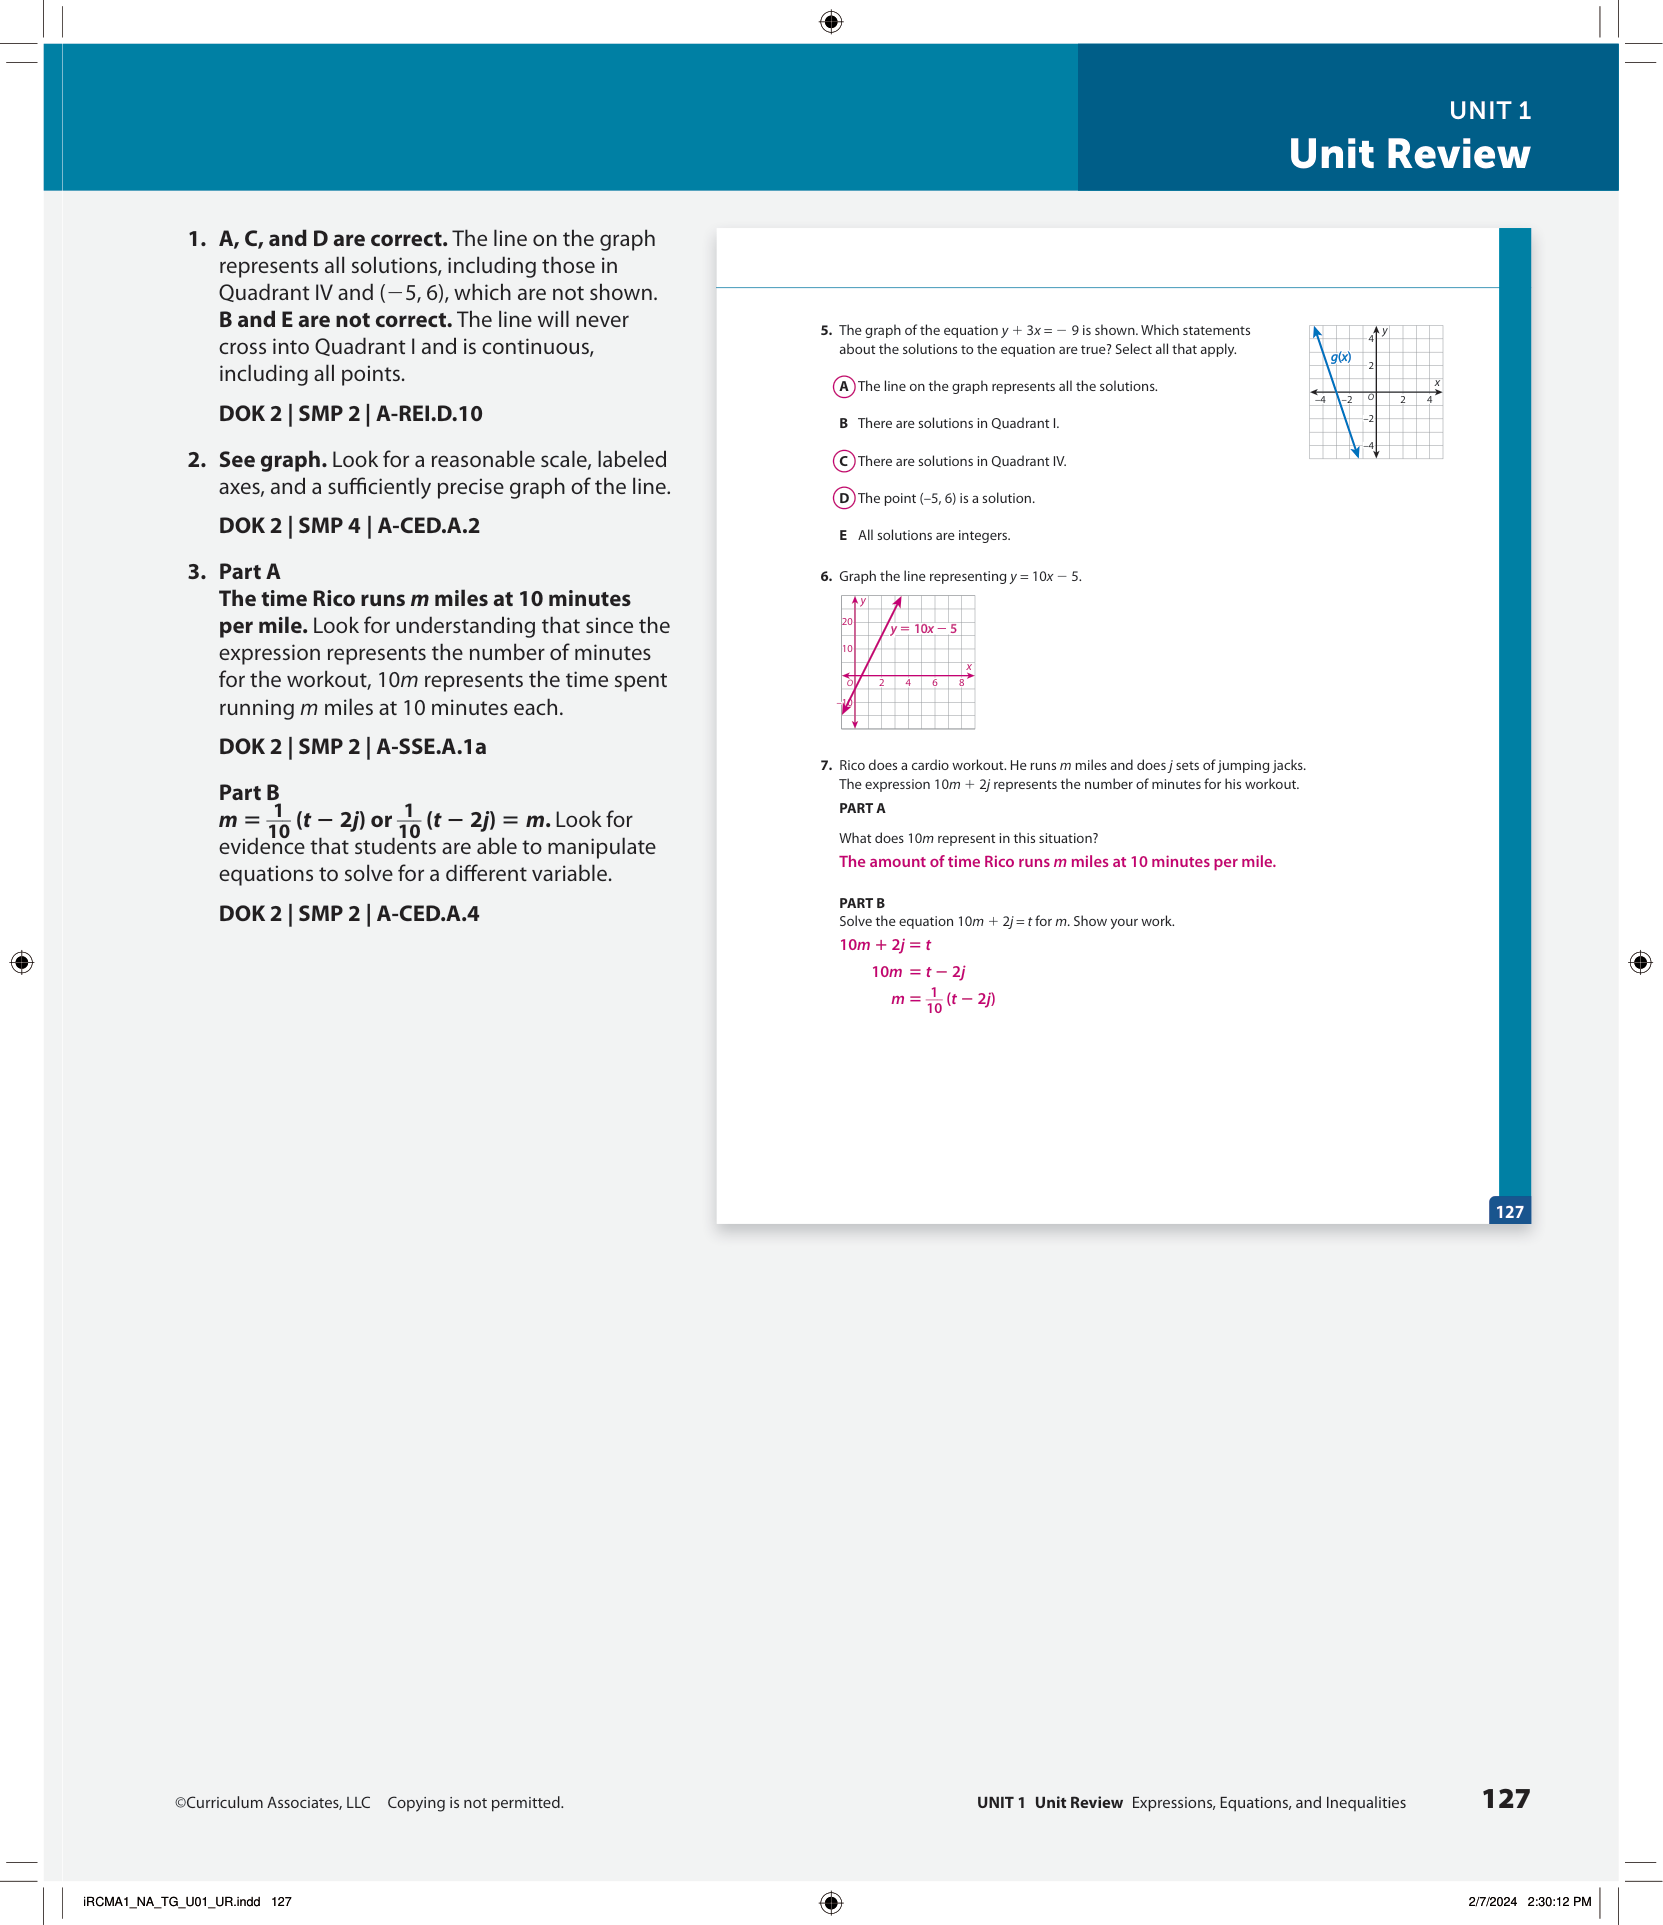 UNIT 1
Unit Review
1. A, C, and D are correct. The line on the graph
represents all solutions, including those in
Quadrant IV and (−5, 6), which are not shown.
B and E are not correct. The line will never
cross into Quadrant I and is continuous,
including all points.
DOK 2 | SMP 2 | A-REI.D.10
2. See graph. Look for a reasonable scale, labeled
axes, and a sufficiently precise graph of the line.
DOK 2 | SMP 4 | A-CED.A.2
3. Part A
The time Rico runs m miles at 10 minutes
per mile. Look for understanding that since the
expression represents the number of minutes
for the workout, 10m represents the time spent
running m miles at 10 minutes each.
DOK 2 | SMP 2 | A-SSE.A.1a
Part B
m = 1/10 (t − 2j) or 1/10 (t − 2j) = m. Look for
evidence that students are able to manipulate
equations to solve for a different variable.
DOK 2 | SMP 2 | A-CED.A.4
5. The graph of the equation y + 3x = − 9 is shown. Which statements
about the solutions to the equation are true? Select all that apply.
A The line on the graph represents all the solutions.
B There are solutions in Quadrant I.
C There are solutions in Quadrant IV.
D The point (–5, 6) is a solution.
E All solutions are integers.
y
4
g(x)
2
x
–4 –2 O 2 4
–2
–4
6. Graph the line representing y = 10x − 5.
y
20
y = 10x − 5
10
x
O 2 4 6 8
–10
7. Rico does a cardio workout. He runs m miles and does j sets of jumping jacks.
The expression 10m + 2j represents the number of minutes for his workout.
PART A
What does 10m represent in this situation?
The amount of time Rico runs m miles at 10 minutes per mile.
PART B
Solve the equation 10m + 2j = t for m. Show your work.
10m + 2j = t
10m = t − 2j
m = 1/10 (t − 2j)
127
©Curriculum Associates, LLC Copying is not permitted.
UNIT 1 Unit Review Expressions, Equations, and Inequalities 127
iRCMA1_NA_TG_U01_UR.indd 127
2/7/2024 2:30:12 PM